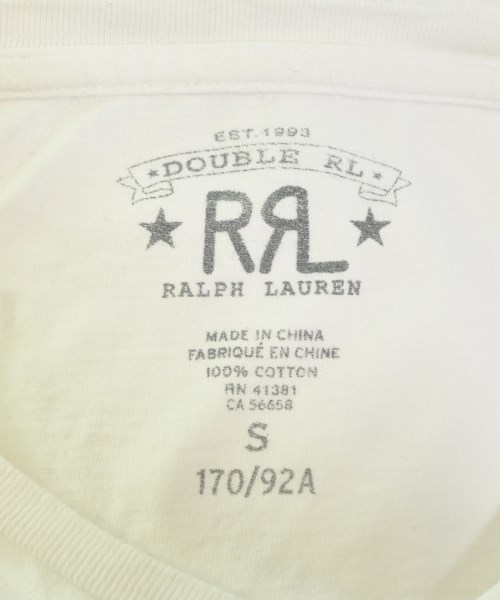 EST.1993
★DOUBLE RL★
★ RRL ★
RALPH LAUREN
MADE IN CHINA
FABRIQUÉ EN CHINE
100% COTTON
RN 41381
CA 56658
S
170/92A